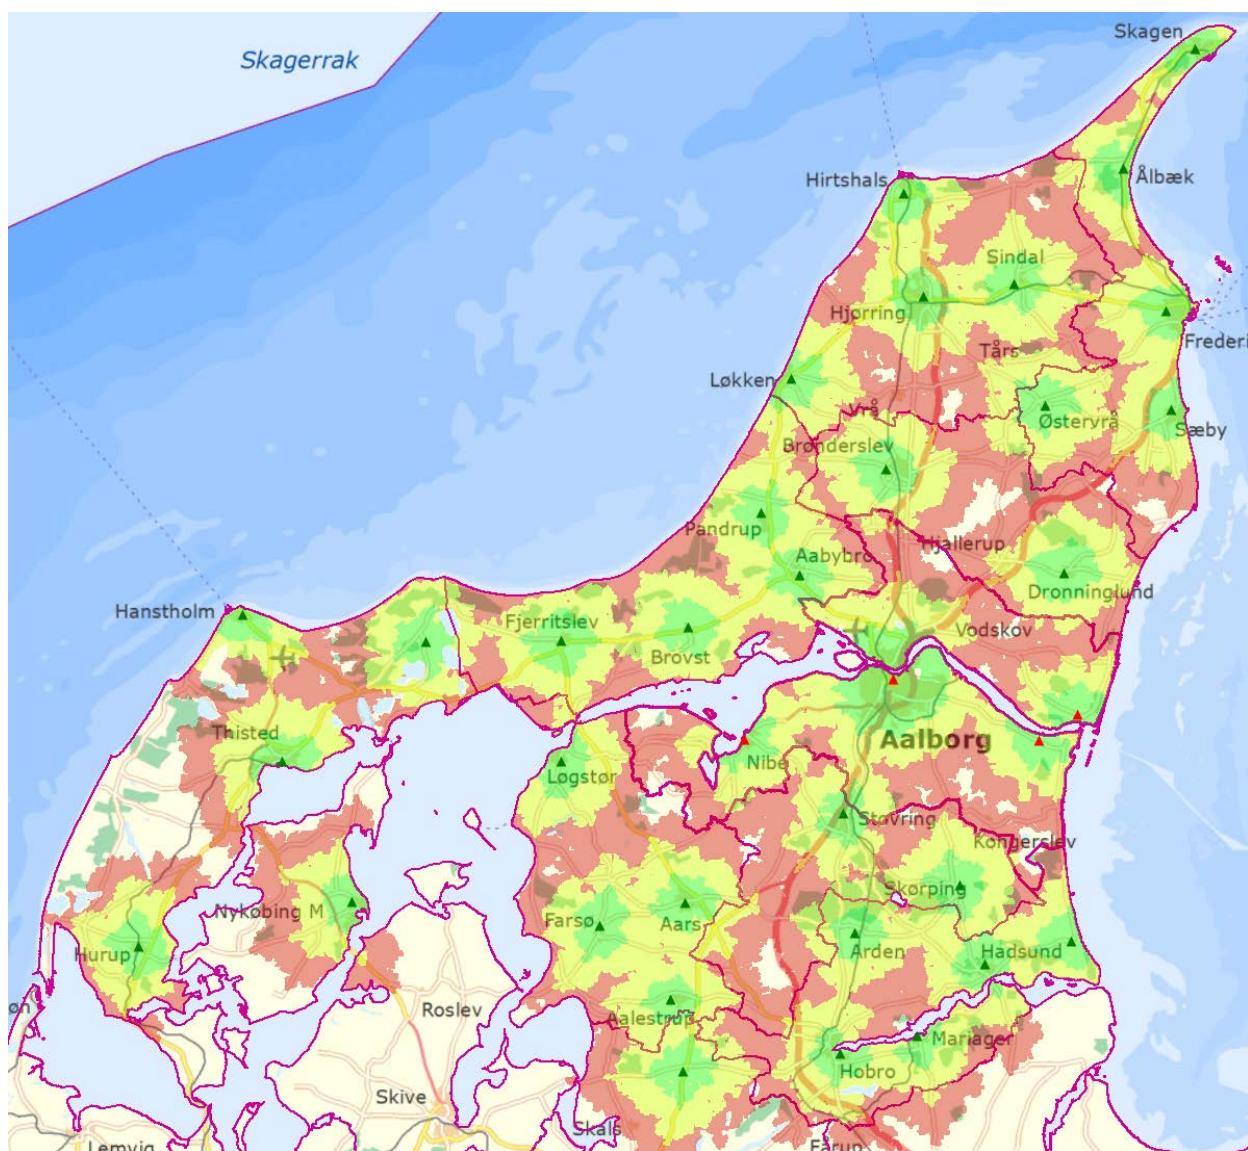 Skagen
Skagerrak
Ålbæk
Hirtshals
Sindal
Hjørring
Frederi
Tårs
Løkken
Vrå
Østervrå
Sæby
Brønderslev
Pandrup
Hjallerup
Aabybro
Dronninglund
Hanstholm
Fjerritslev
Vodskov
Brovst
Thisted
Aalborg
Nibe
Løgstør
Støvring
Kongerslev
Skørping
Nykøbing M
Farsø
Aars
Arden
Hadsund
Hurup
øn
Roslev
Aalestrup
Mariager
Hobro
Skive
Skals
Farup
Lemvig